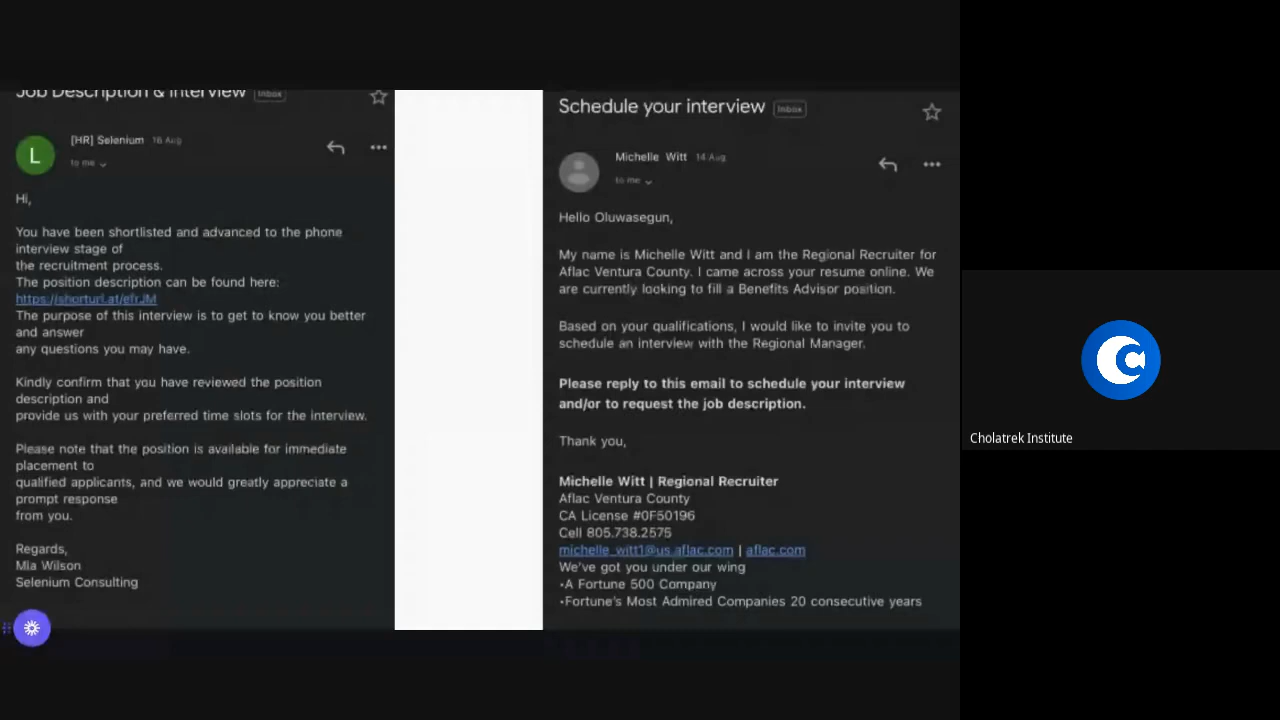 Job Description & Interview Inbox
L
[HR] Selenium 16 Aug
to me
Hi,
You have been shortlisted and advanced to the phone
interview stage of
the recruitment process.
The position description can be found here:
https://shorturl.at/efrJM
The purpose of this interview is to get to know you better
and answer
any questions you may have.
Kindly confirm that you have reviewed the position
description and
provide us with your preferred time slots for the interview.
Please note that the position is available for immediate
placement to
qualified applicants, and we would greatly appreciate a
prompt response
from you.
Regards,
Mia Wilson
Selenium Consulting
Schedule your interview Inbox
Michelle Witt 14 Aug
to me
Hello Oluwasegun,
My name is Michelle Witt and I am the Regional Recruiter for
Aflac Ventura County. I came across your resume online. We
are currently looking to fill a Benefits Advisor position.
Based on your qualifications, I would like to invite you to
schedule an interview with the Regional Manager.
Please reply to this email to schedule your interview
and/or to request the job description.
Thank you,
Michelle Witt | Regional Recruiter
Aflac Ventura County
CA License #0F50196
Cell 805.738.2575
michelle_witt1@us.aflac.com | aflac.com
We've got you under our wing
•A Fortune 500 Company
•Fortune's Most Admired Companies 20 consecutive years
Cholatrek Institute